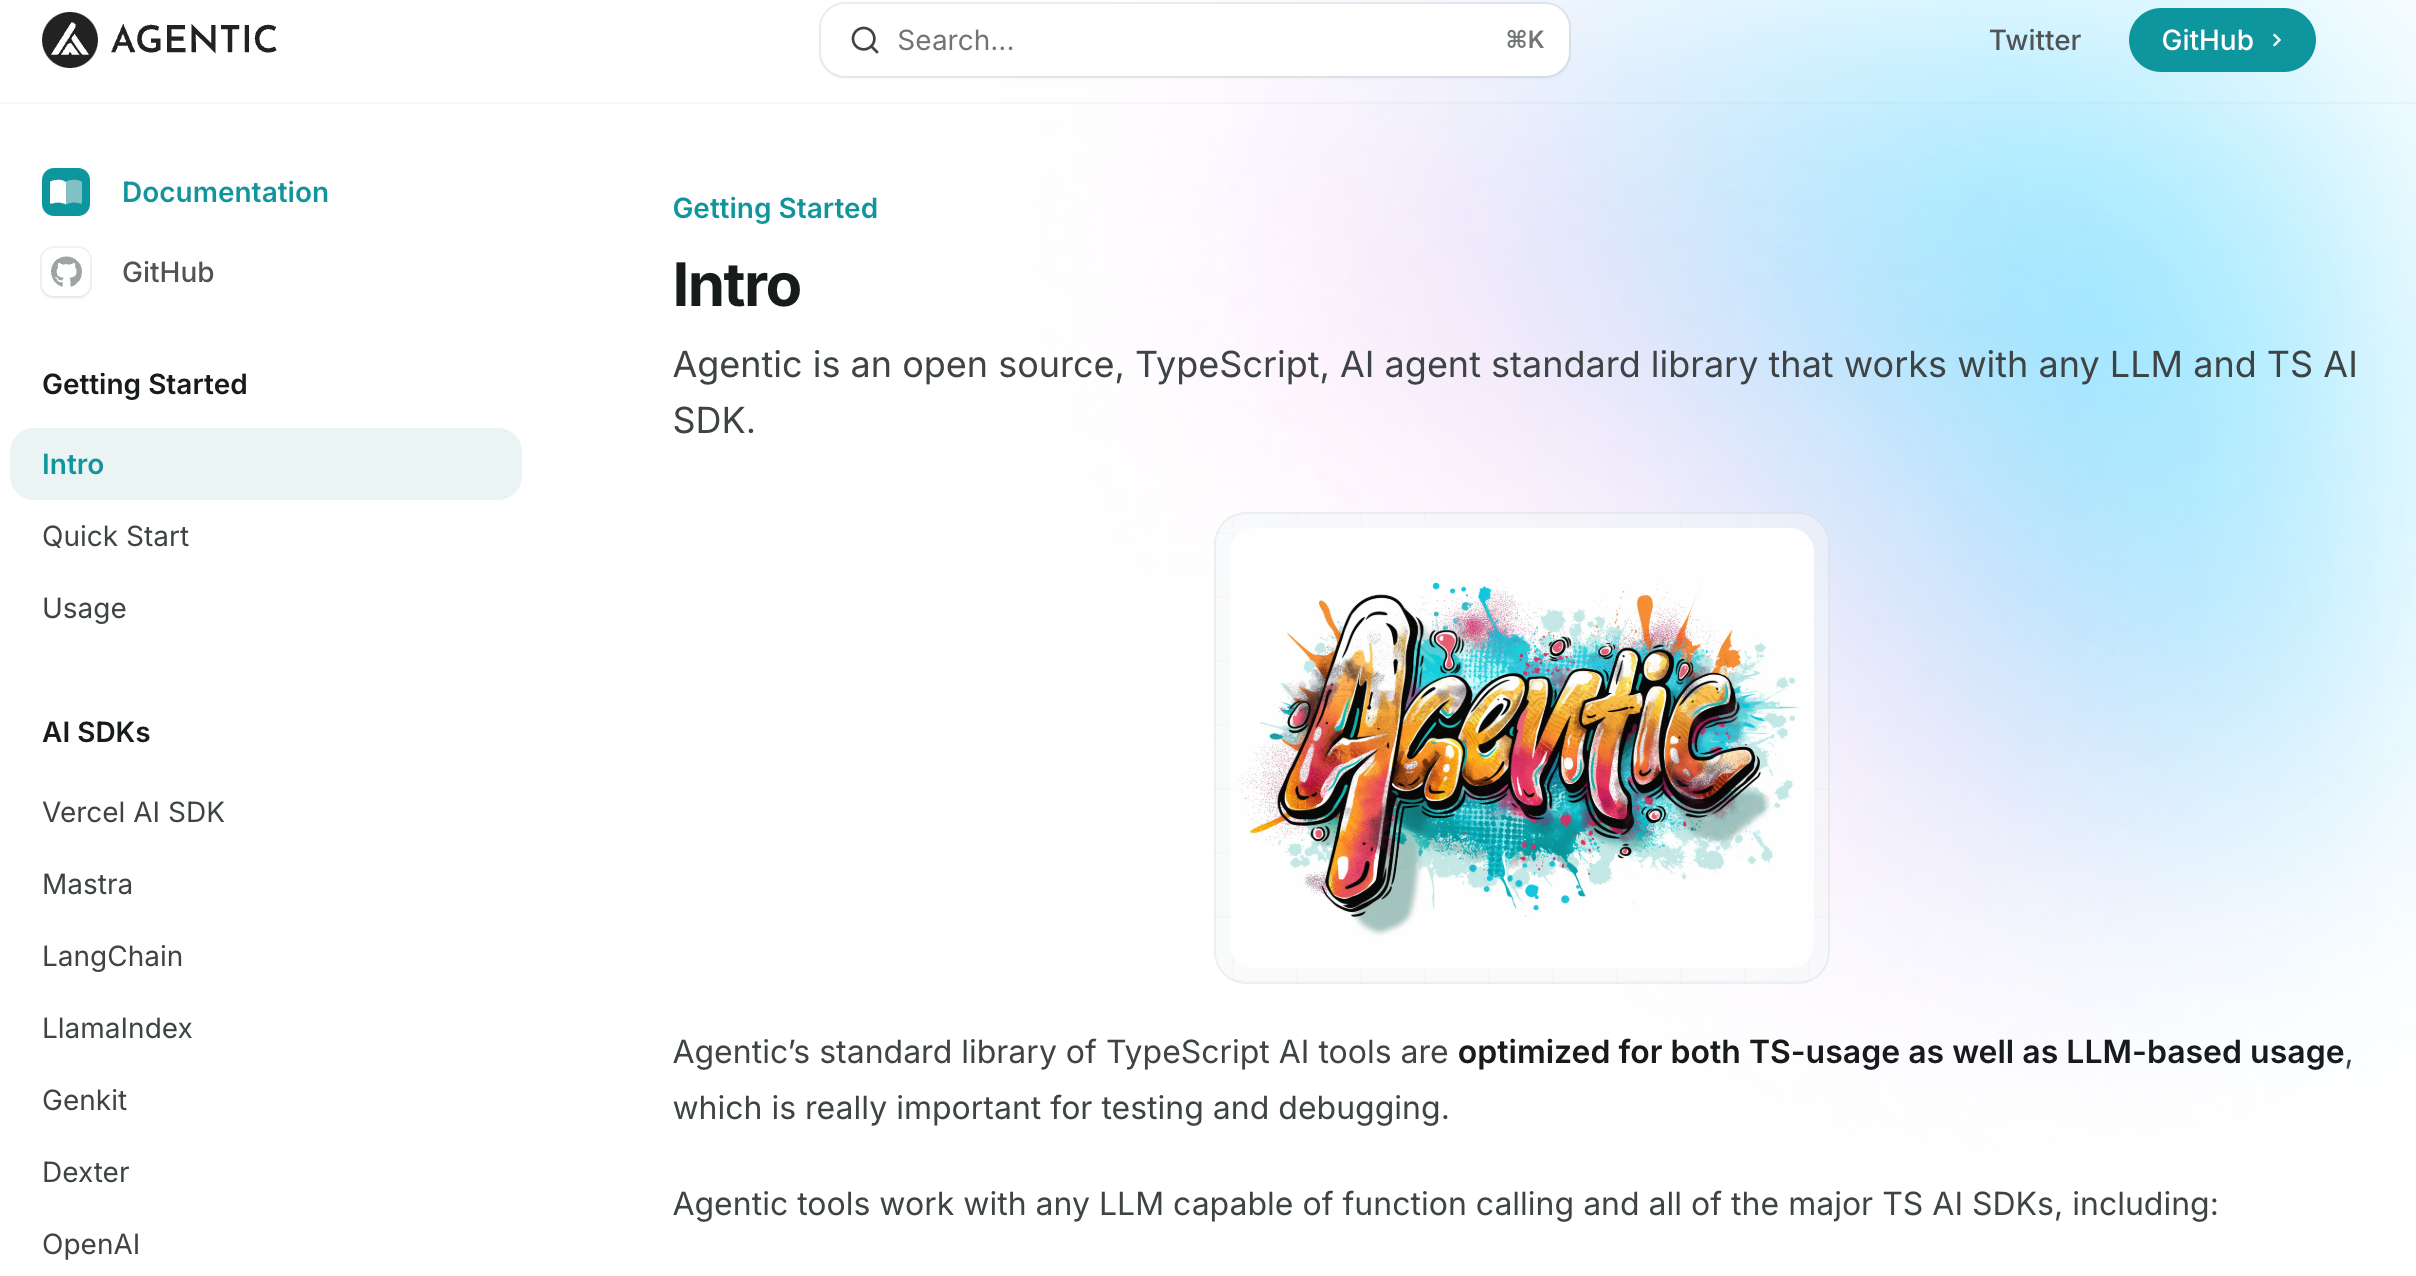 AGENTIC
Search...
⌘K
Twitter
GitHub
Documentation
GitHub
Getting Started
Intro
Quick Start
Usage
AI SDKs
Vercel AI SDK
Mastra
LangChain
LlamaIndex
Genkit
Dexter
OpenAI
Getting Started
Intro
Agentic is an open source, TypeScript, AI agent standard library that works with any LLM and TS AI
SDK.
Agentic
Agentic’s standard library of TypeScript AI tools are optimized for both TS-usage as well as LLM-based usage,
which is really important for testing and debugging.
Agentic tools work with any LLM capable of function calling and all of the major TS AI SDKs, including: